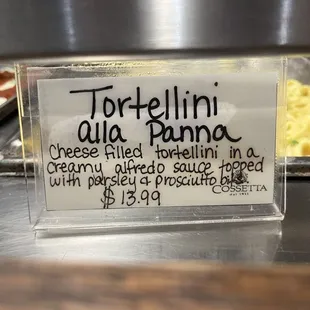 Tortellini
alla Panna
Cheese filled tortellini in a
creamy alfredo sauce topped
with parsley & prosciutto
COSSETTA
$13.99